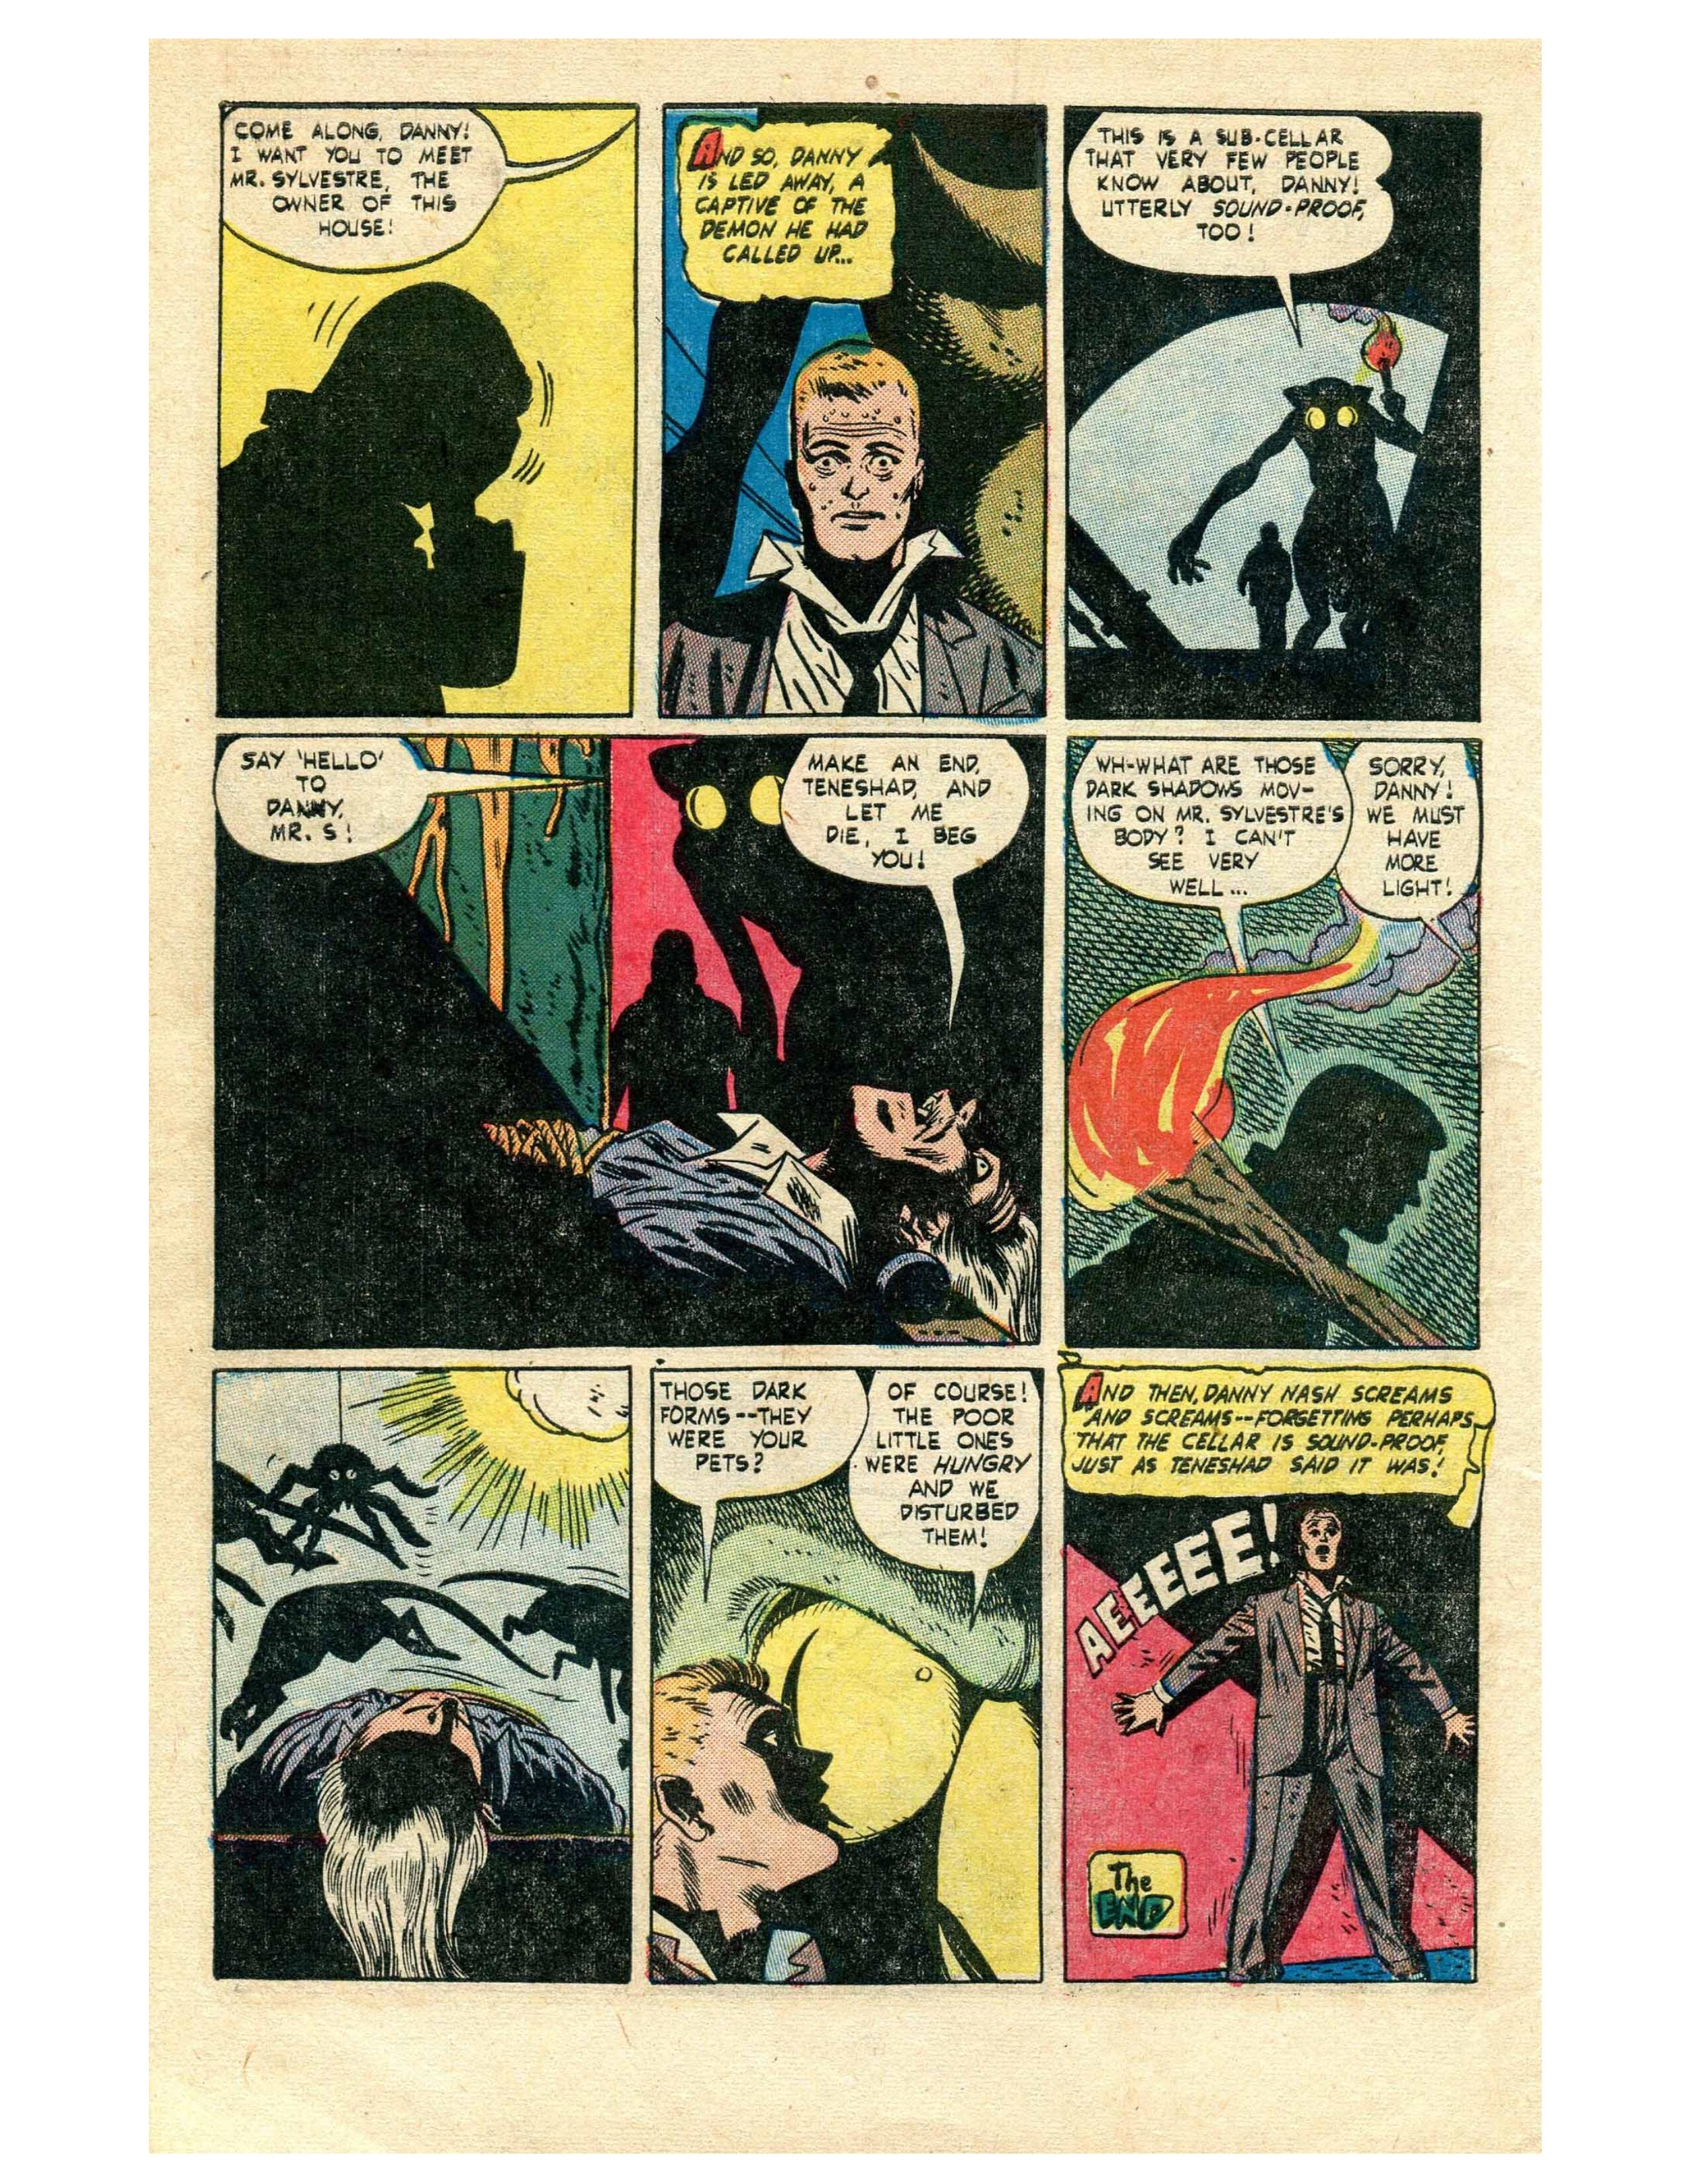 COME ALONG, DANNY!
I WANT YOU TO MEET
MR. SYLVESTRE, THE
OWNER OF THIS
HOUSE!
AND SO, DANNY
IS LED AWAY, A
CAPTIVE OF THE
DEMON HE HAD
CALLED UP...
THIS IS A SUB-CELLAR
THAT VERY FEW PEOPLE
KNOW ABOUT, DANNY!
UTTERLY SOUND-PROOF,
TOO!
SAY 'HELLO'
TO
DANNY,
MR. S!
MAKE AN END,
TENESHAD, AND
LET ME
DIE, I BEG
YOU!
WH-WHAT ARE THOSE
DARK SHADOWS MOV-
ING ON MR. SYLVESTRE'S
BODY? I CAN'T
SEE VERY
WELL...
SORRY,
DANNY!
WE MUST
HAVE
MORE
LIGHT!
THOSE DARK
FORMS--THEY
WERE YOUR
PETS?
OF COURSE!
THE POOR
LITTLE ONES
WERE HUNGRY
AND WE
DISTURBED
THEM!
AND THEN, DANNY NASH SCREAMS
AND SCREAMS--FORGETTING PERHAPS
THAT THE CELLAR IS SOUND-PROOF,
JUST AS TENESHAD SAID IT WAS!
AEEEEE!
The
END